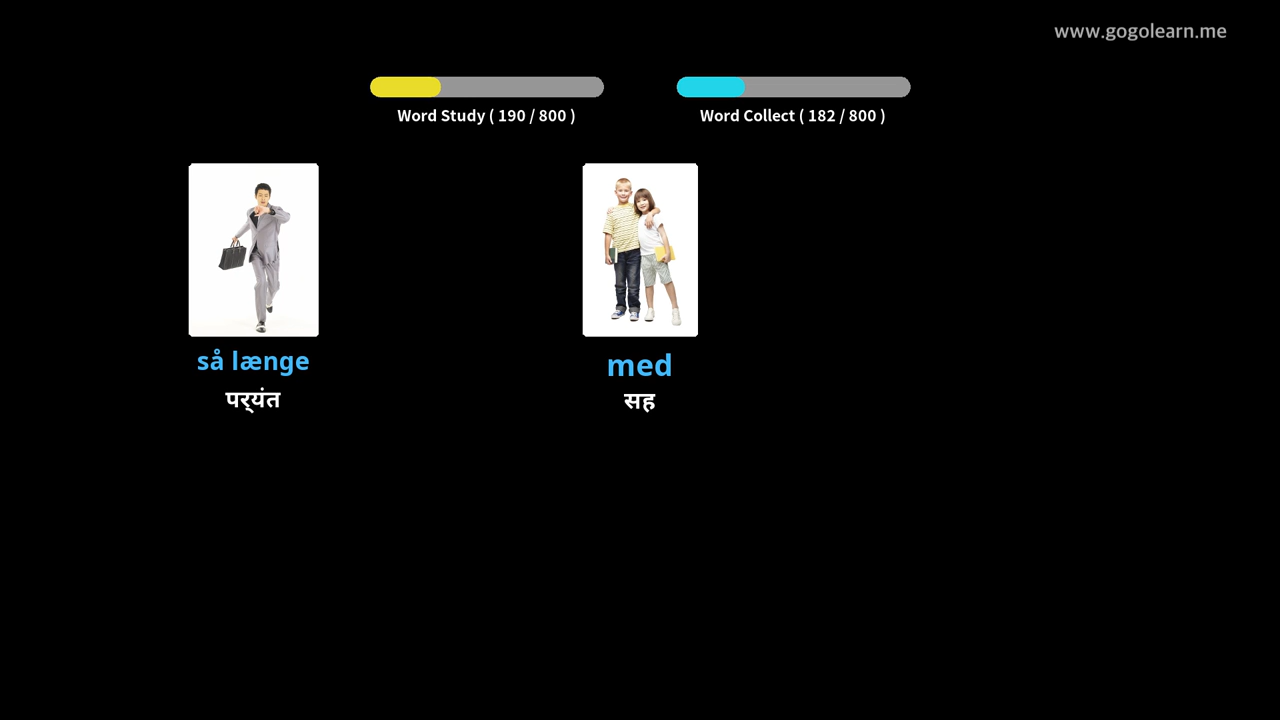 www.gogolearn.me
Word Study ( 190 / 800 )
Word Collect ( 182 / 800 )
så længe
med
पर्यंत
सह